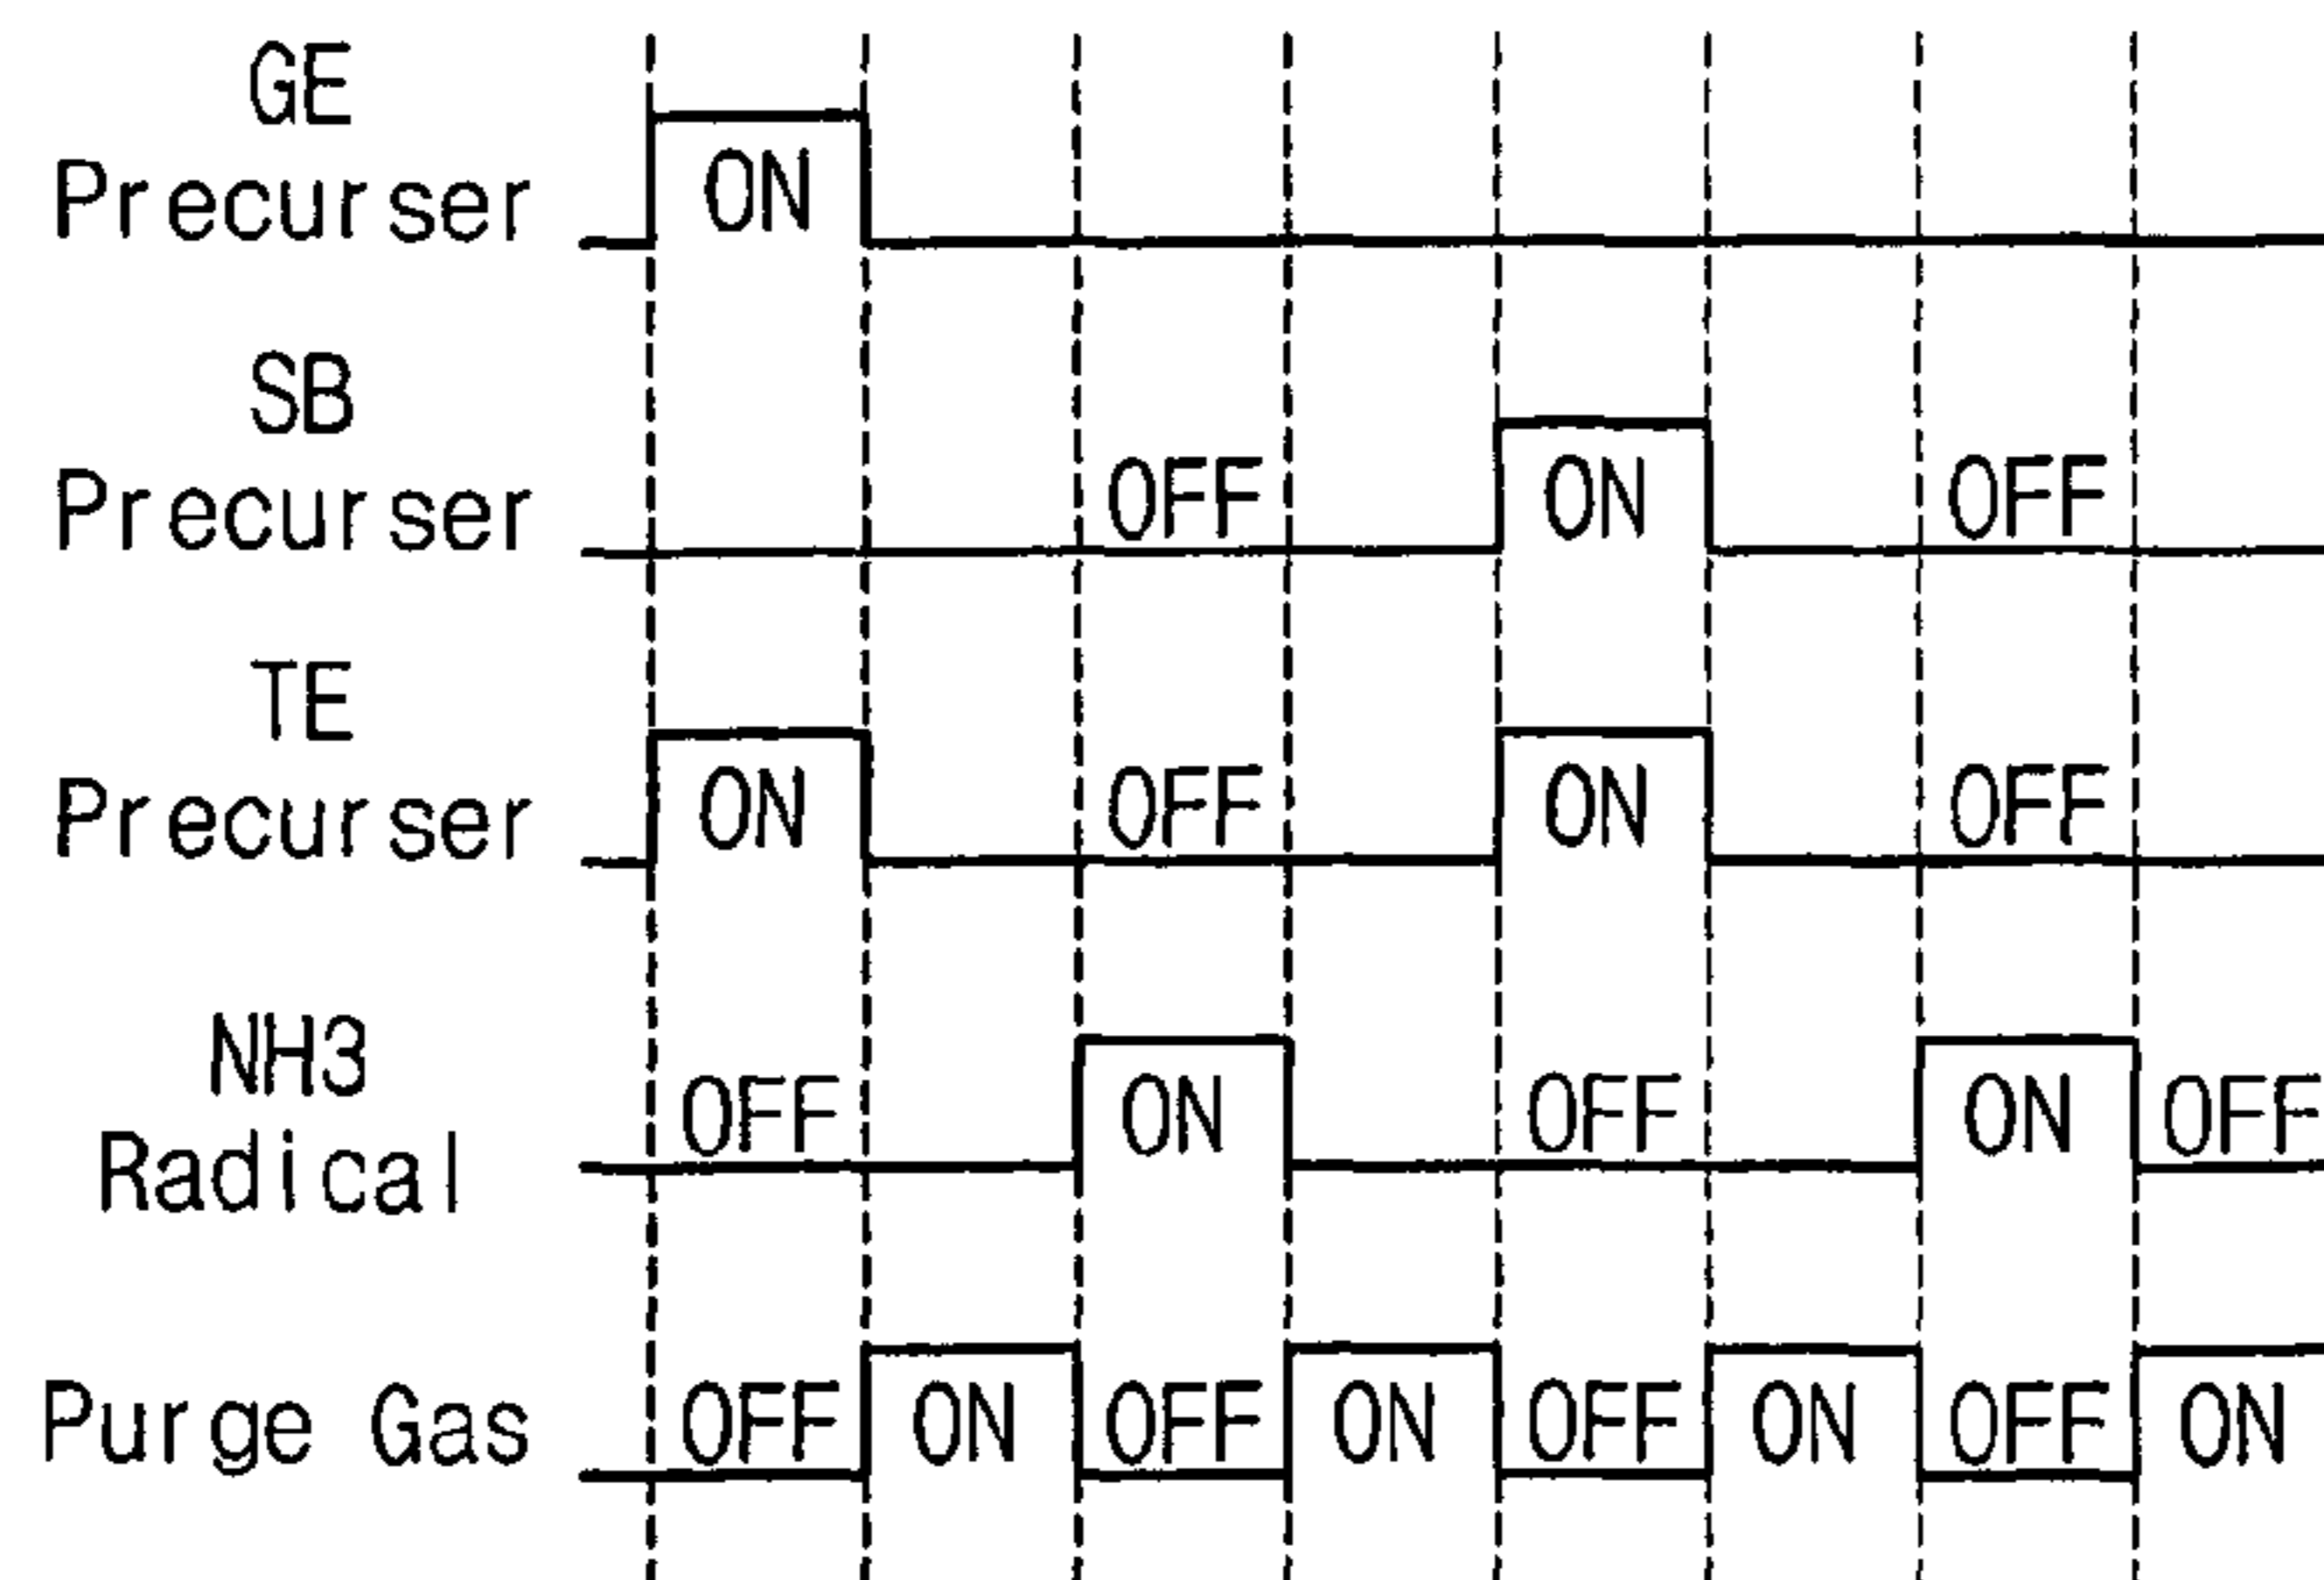 GE
Precurser
ON
SB
Precurser
OFF ON OFF
TE
Precurser
ON OFF ON OFF
NH3
Radical
OFF ON OFF ON OFF
Purge Gas
OFF ON OFF ON OFF ON OFF ON